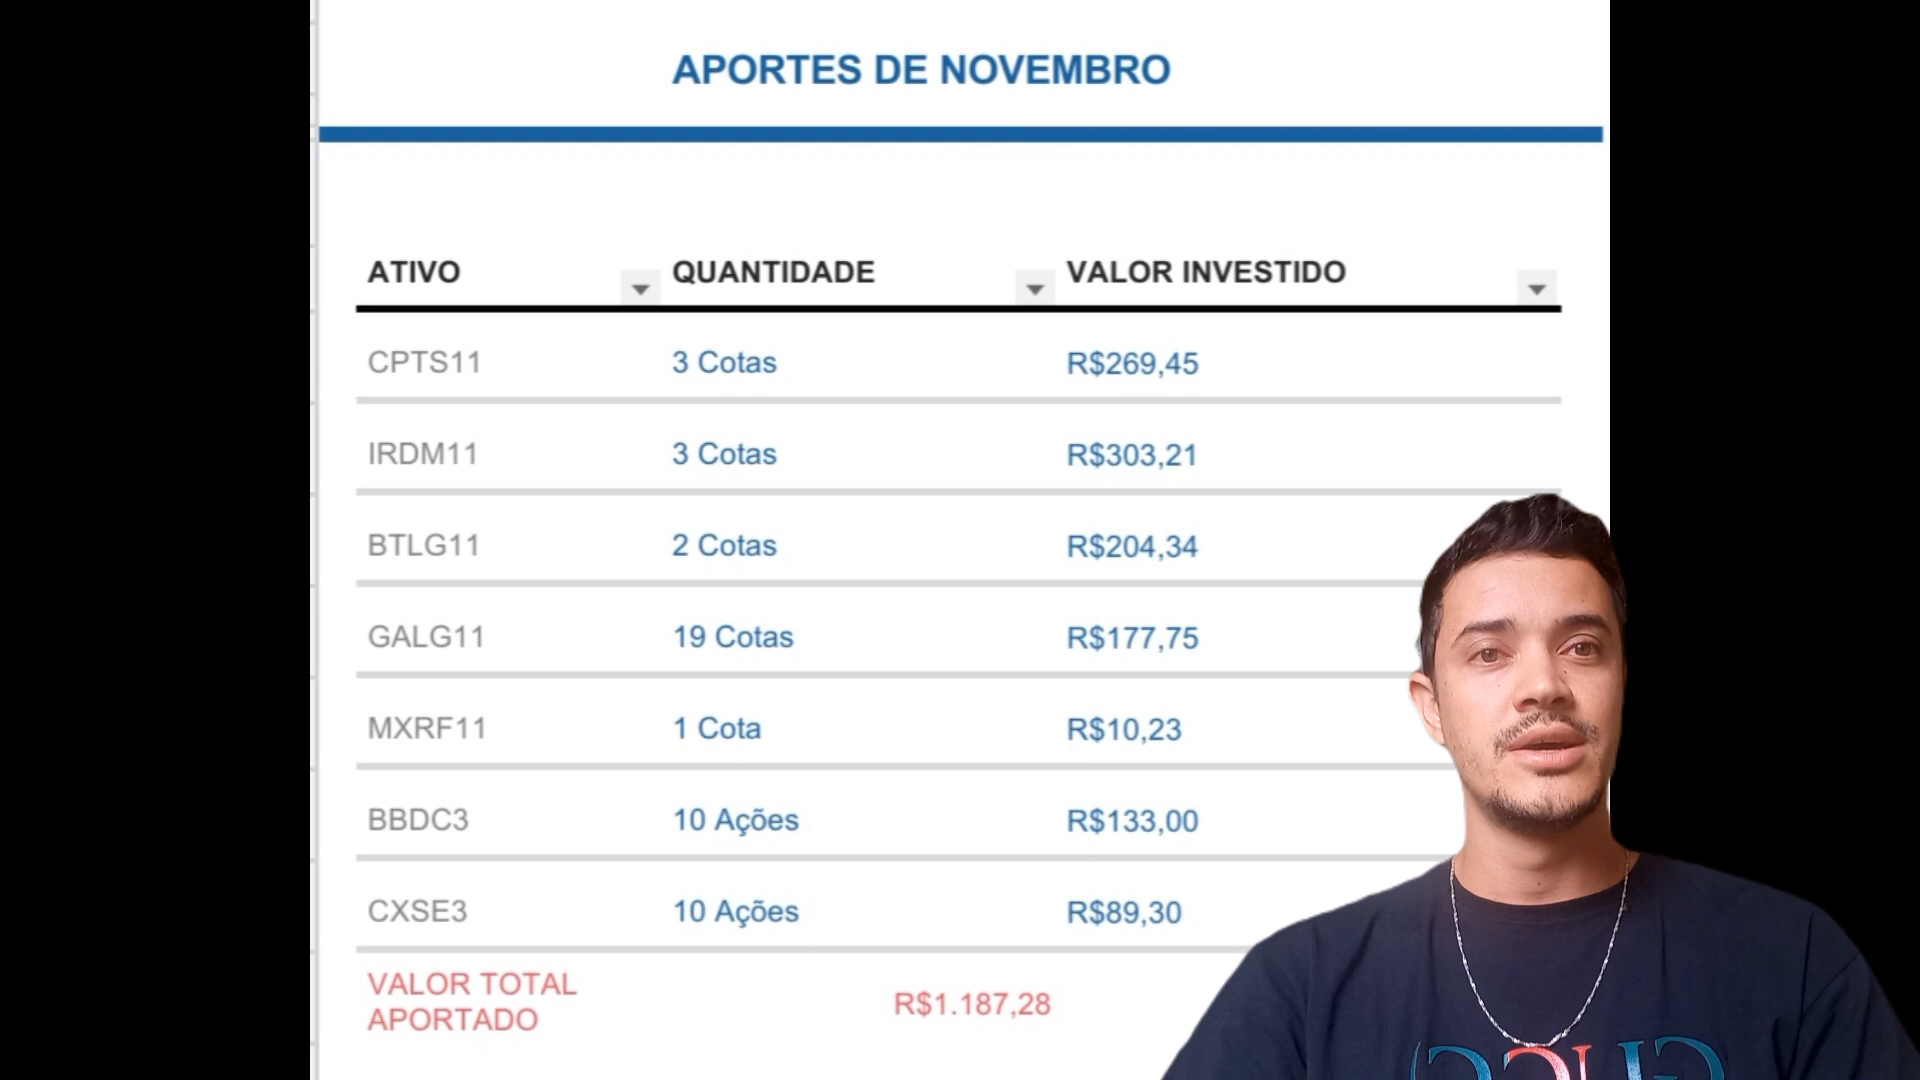 APORTES DE NOVEMBRO
ATIVO QUANTIDADE VALOR INVESTIDO
CPTS11 3 Cotas R$269,45
IRDM11 3 Cotas R$303,21
BTLG11 2 Cotas R$204,34
GALG11 19 Cotas R$177,75
MXRF11 1 Cota R$10,23
BBDC3 10 Ações R$133,00
CXSE3 10 Ações R$89,30
VALOR TOTAL
APORTADO R$1.187,28